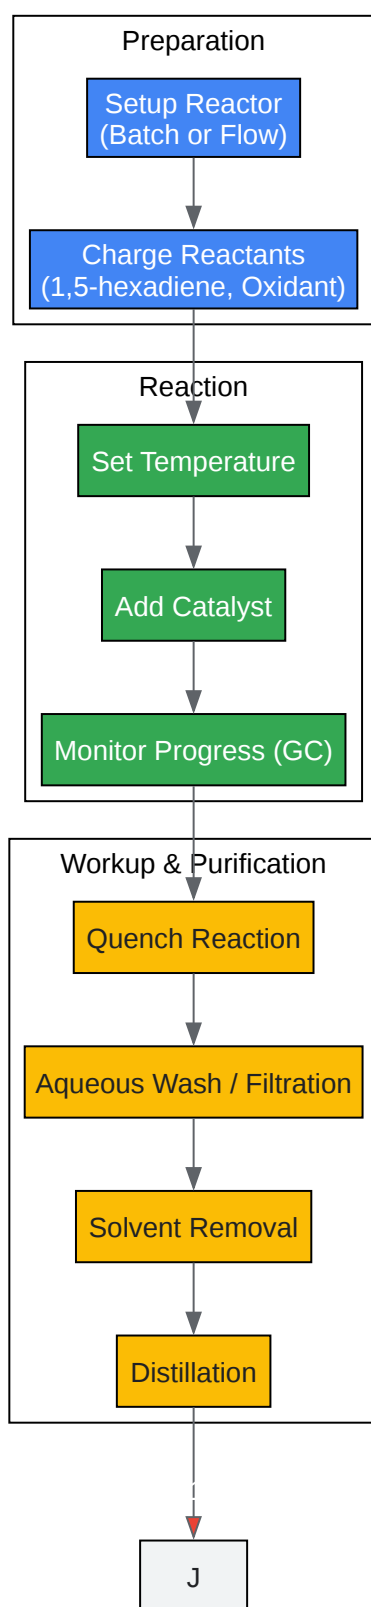 Preparation
Setup Reactor
(Batch or Flow)
Charge Reactants
(1,5-hexadiene, Oxidant)
Reaction
Set Temperature
Add Catalyst
Monitor Progress (GC)
Workup & Purification
Quench Reaction
Aqueous Wash / Filtration
Solvent Removal
Distillation
J